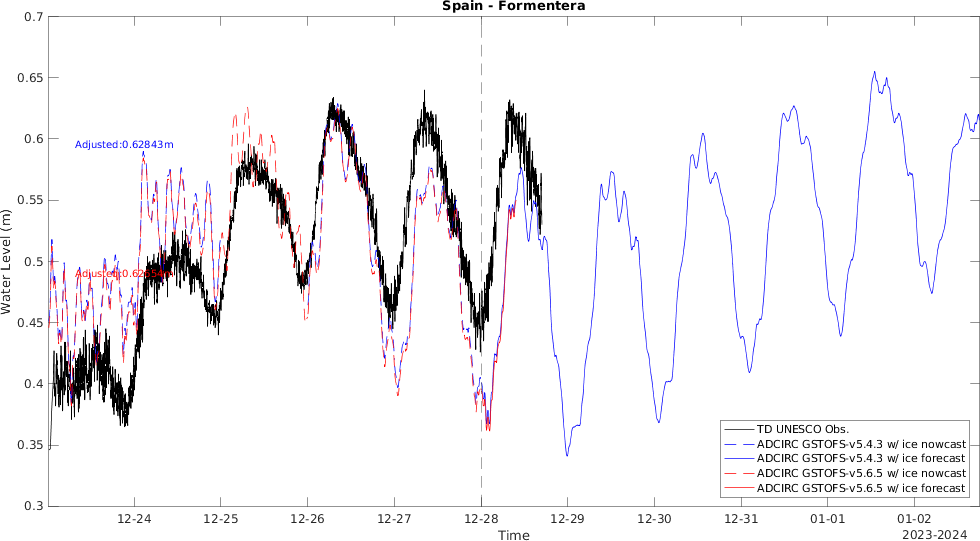 Spain - Formentera
0.7
0.65
0.6
0.55
0.5
0.45
0.4
0.35
0.3
Water Level (m)
Adjusted:0.62843m
12-24
12-25
12-26
12-27
12-28
12-29
12-30
12-31
01-01
01-02
Time
2023-2024
TD UNESCO Obs.
ADCIRC GSTOFS-v5.4.3 w/ ice nowcast
ADCIRC GSTOFS-v5.4.3 w/ ice forecast
ADCIRC GSTOFS-v5.6.5 w/ ice nowcast
ADCIRC GSTOFS-v5.6.5 w/ ice forecast